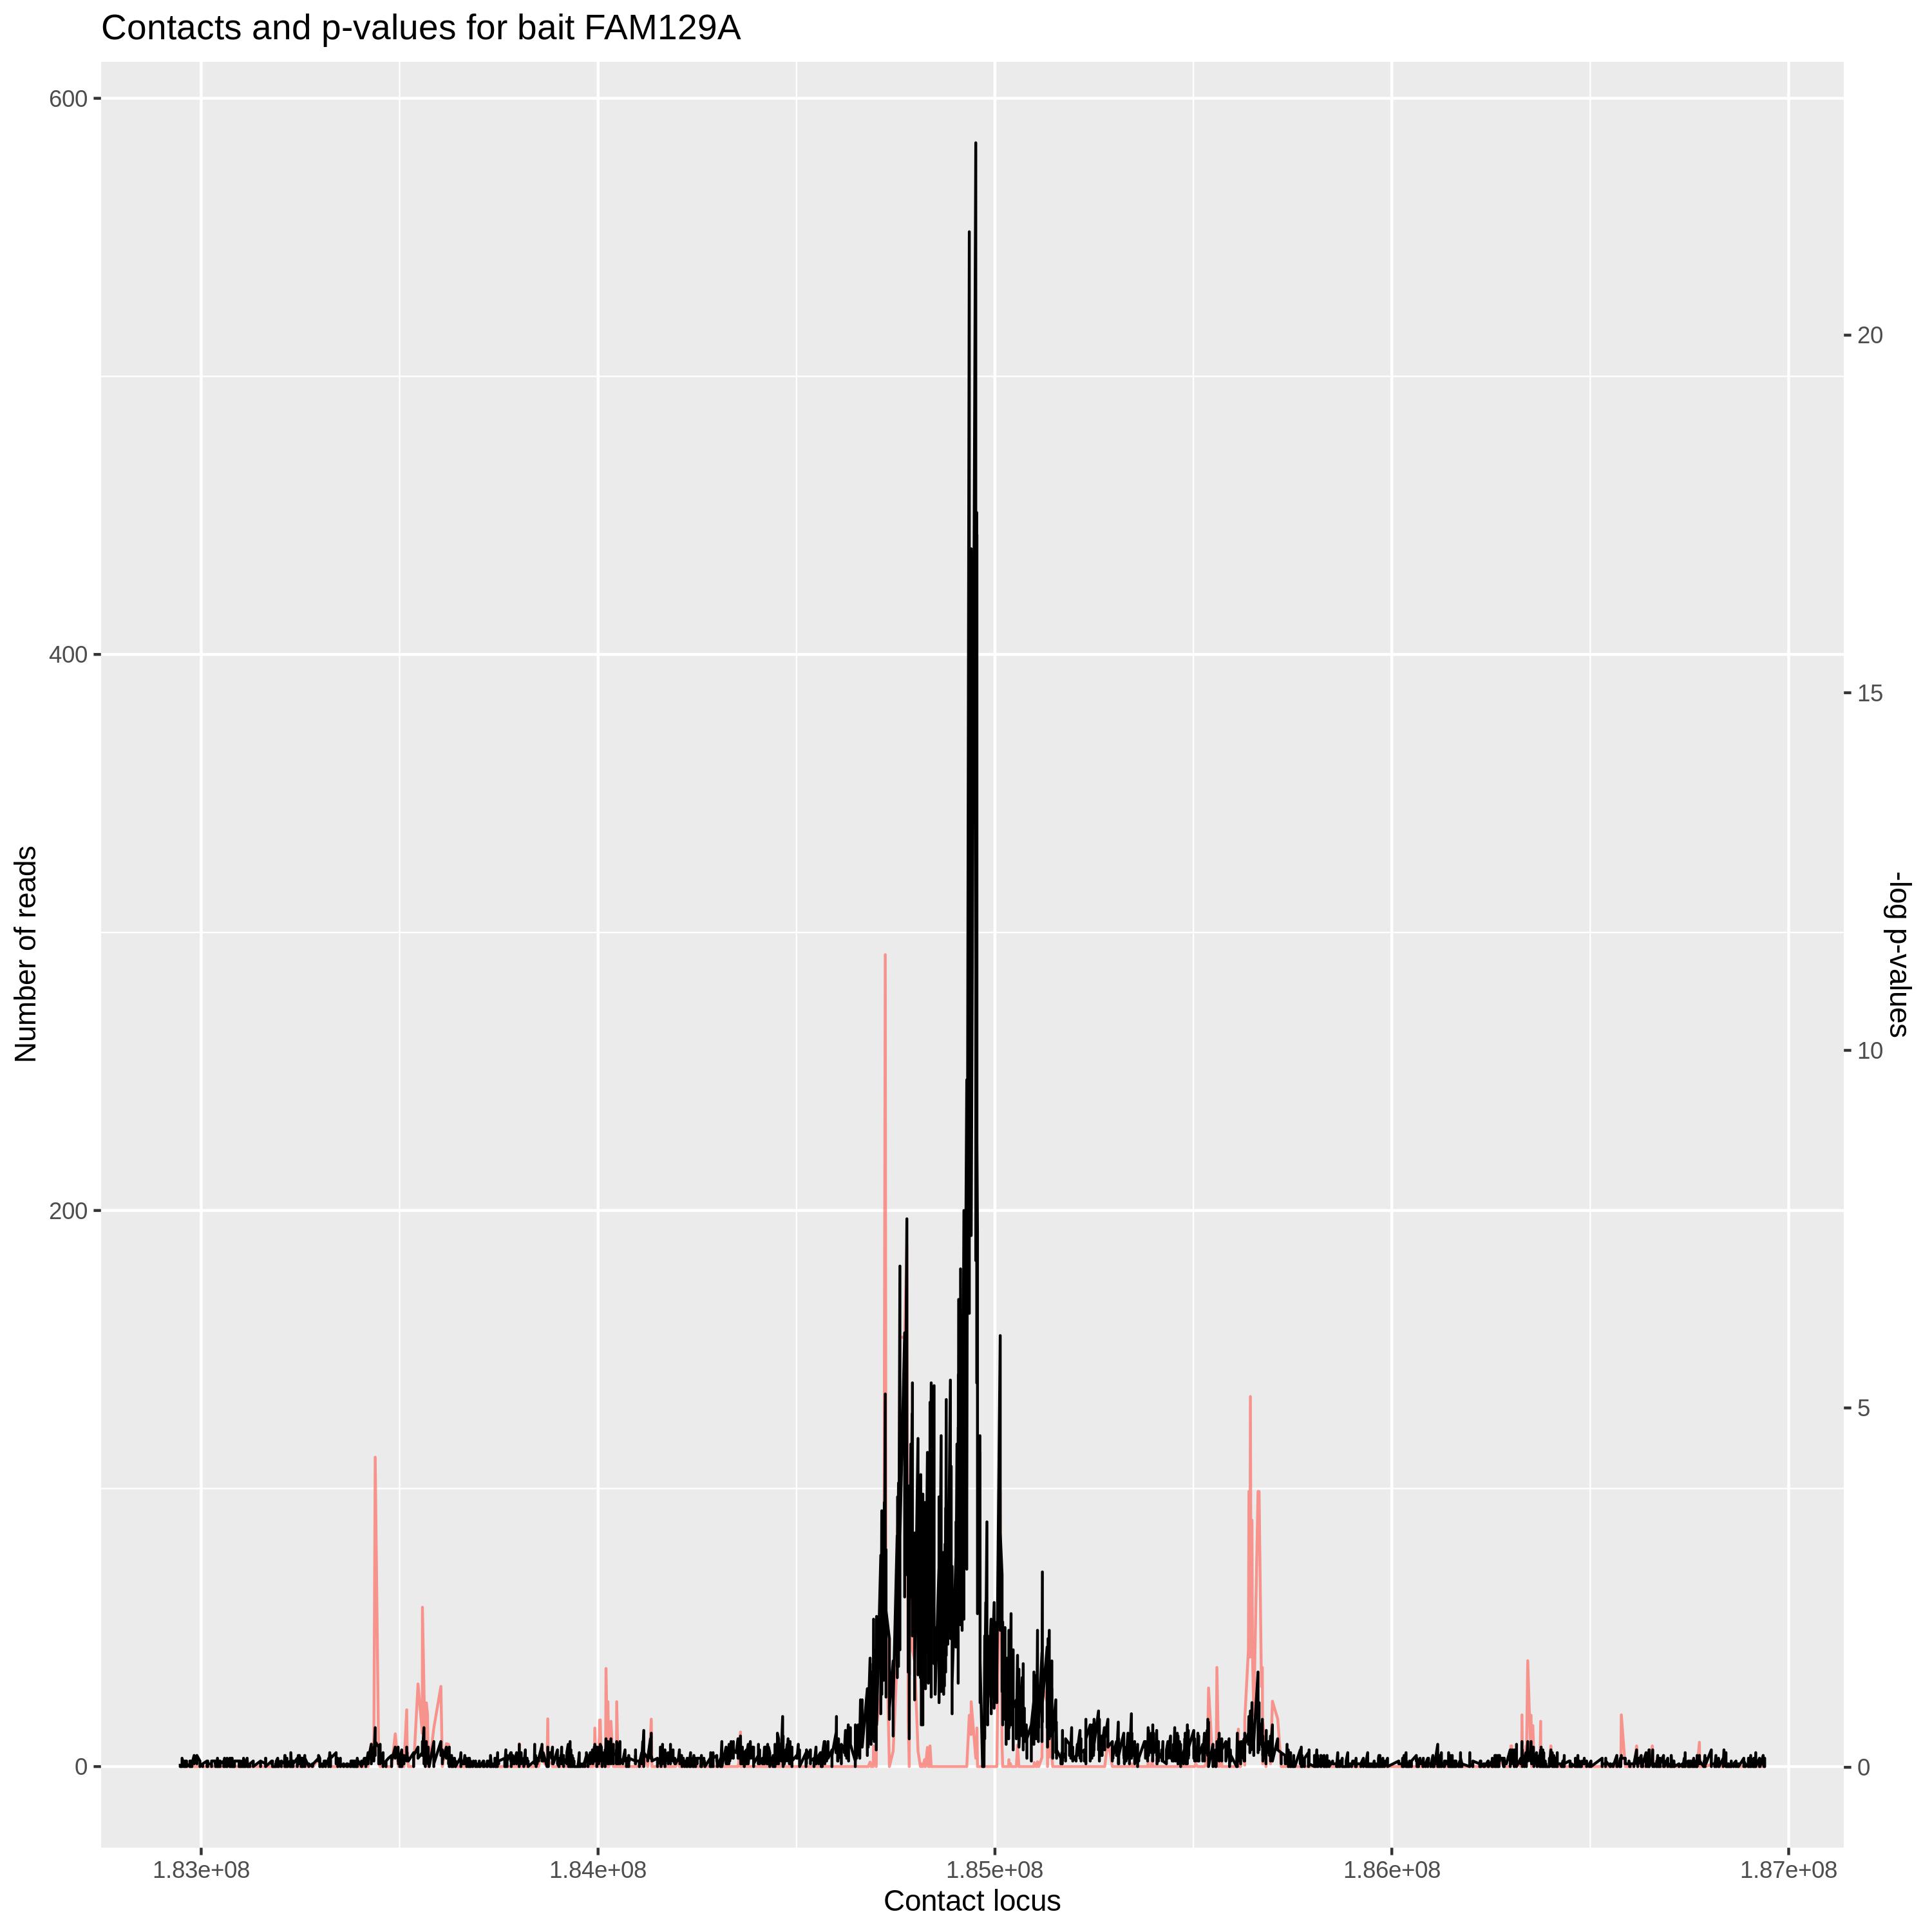 Contacts and p-values for bait FAM129A
600
400
200
0
Number of reads
20
15
10
5
0
-log p-values
1.83e+08
1.84e+08
1.85e+08
1.86e+08
1.87e+08
Contact locus